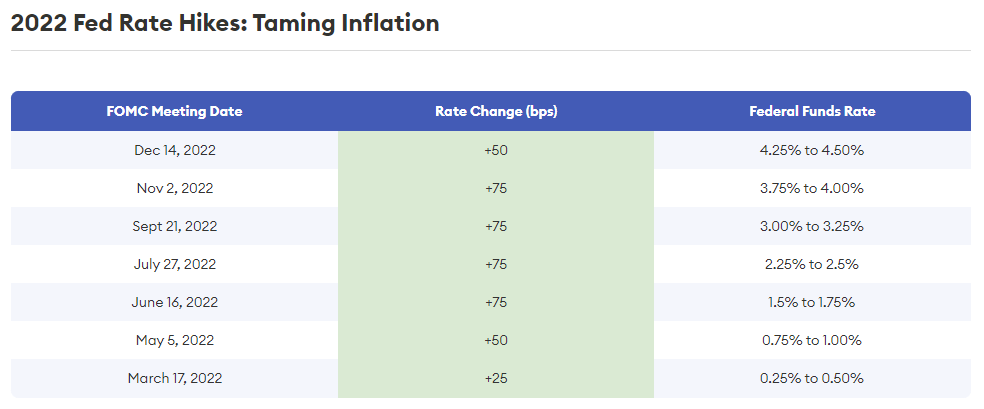 2022 Fed Rate Hikes: Taming Inflation
FOMC Meeting Date Rate Change (bps) Federal Funds Rate
Dec 14, 2022 +50 4.25% to 4.50%
Nov 2, 2022 +75 3.75% to 4.00%
Sept 21, 2022 +75 3.00% to 3.25%
July 27, 2022 +75 2.25% to 2.5%
June 16, 2022 +75 1.5% to 1.75%
May 5, 2022 +50 0.75% to 1.00%
March 17, 2022 +25 0.25% to 0.50%